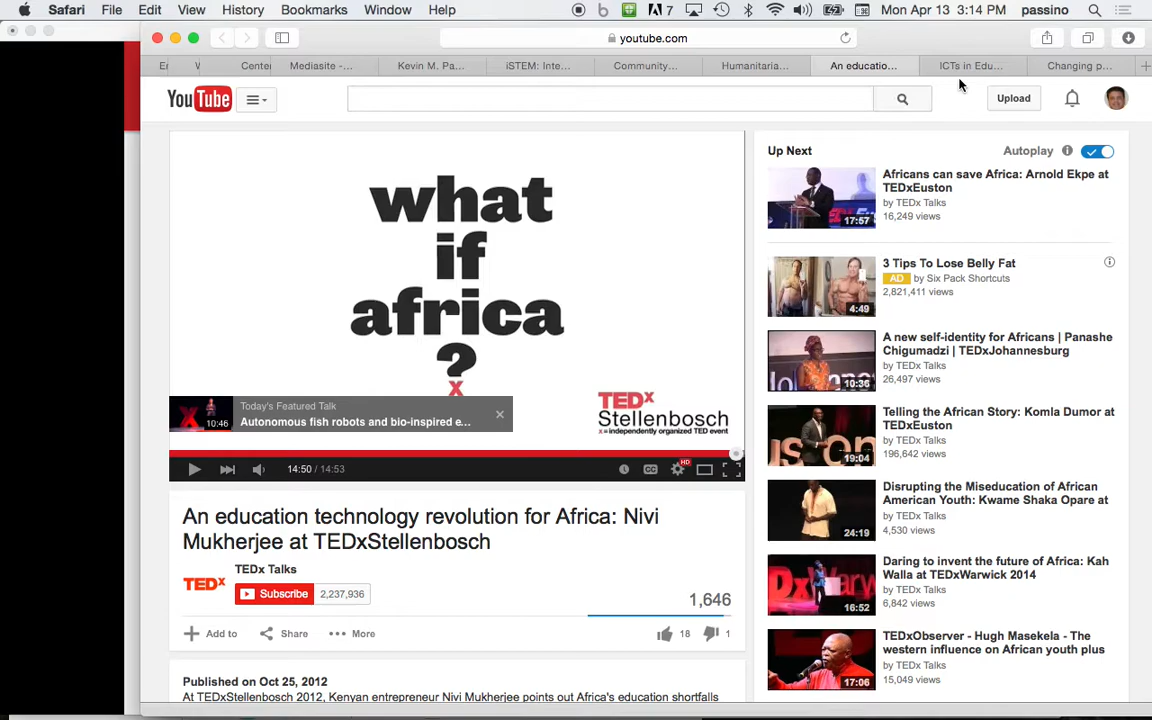 Safari File Edit View History Bookmarks Window Help 7 Mon Apr 13 3:14 PM passino
youtube.com
Center Mediasite -... Kevin M. Pa... iSTEM: Inte... Community... Humanitaria... An educatio... ICTs in Edu... Changing p...
YouTube Upload
what
if
africa
?
x
TEDx
Stellenbosch
x = independently organized TED event
Today's Featured Talk
Autonomous fish robots and bio-inspired e...
10:46
14:50 / 14:53
CC HD
An education technology revolution for Africa: Nivi
Mukherjee at TEDxStellenbosch
TEDx
TEDx Talks
Subscribe 2,237,936
1,646
Add to Share More 18 1
Published on Oct 25, 2012
At TEDxStellenbosch 2012, Kenyan entrepreneur Nivi Mukherjee points out Africa's education shortfalls
Up Next Autoplay
Africans can save Africa: Arnold Ekpe at
TEDxEuston
by TEDx Talks
16,249 views
17:57
3 Tips To Lose Belly Fat
AD by Six Pack Shortcuts
2,821,411 views
4:49
A new self-identity for Africans | Panashe
Chigumadzi | TEDxJohannesburg
by TEDx Talks
26,497 views
10:36
Telling the African Story: Komla Dumor at
TEDxEuston
by TEDx Talks
196,642 views
19:04
Disrupting the Miseducation of African
American Youth: Kwame Shaka Opare at
by TEDx Talks
4,530 views
24:19
Daring to invent the future of Africa: Kah
Walla at TEDxWarwick 2014
by TEDx Talks
6,842 views
16:52
TEDxObserver - Hugh Masekela - The
western influence on African youth plus
by TEDx Talks
15,049 views
17:06